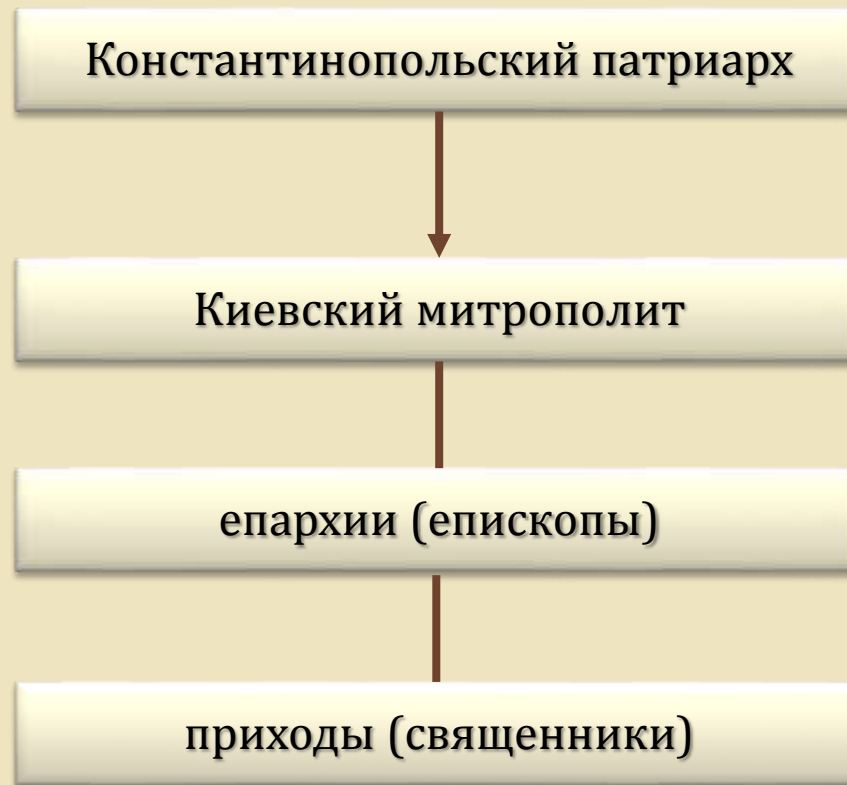 Константинопольский патриарх
Киевский митрополит
епархии (епископы)
приходы (священники)